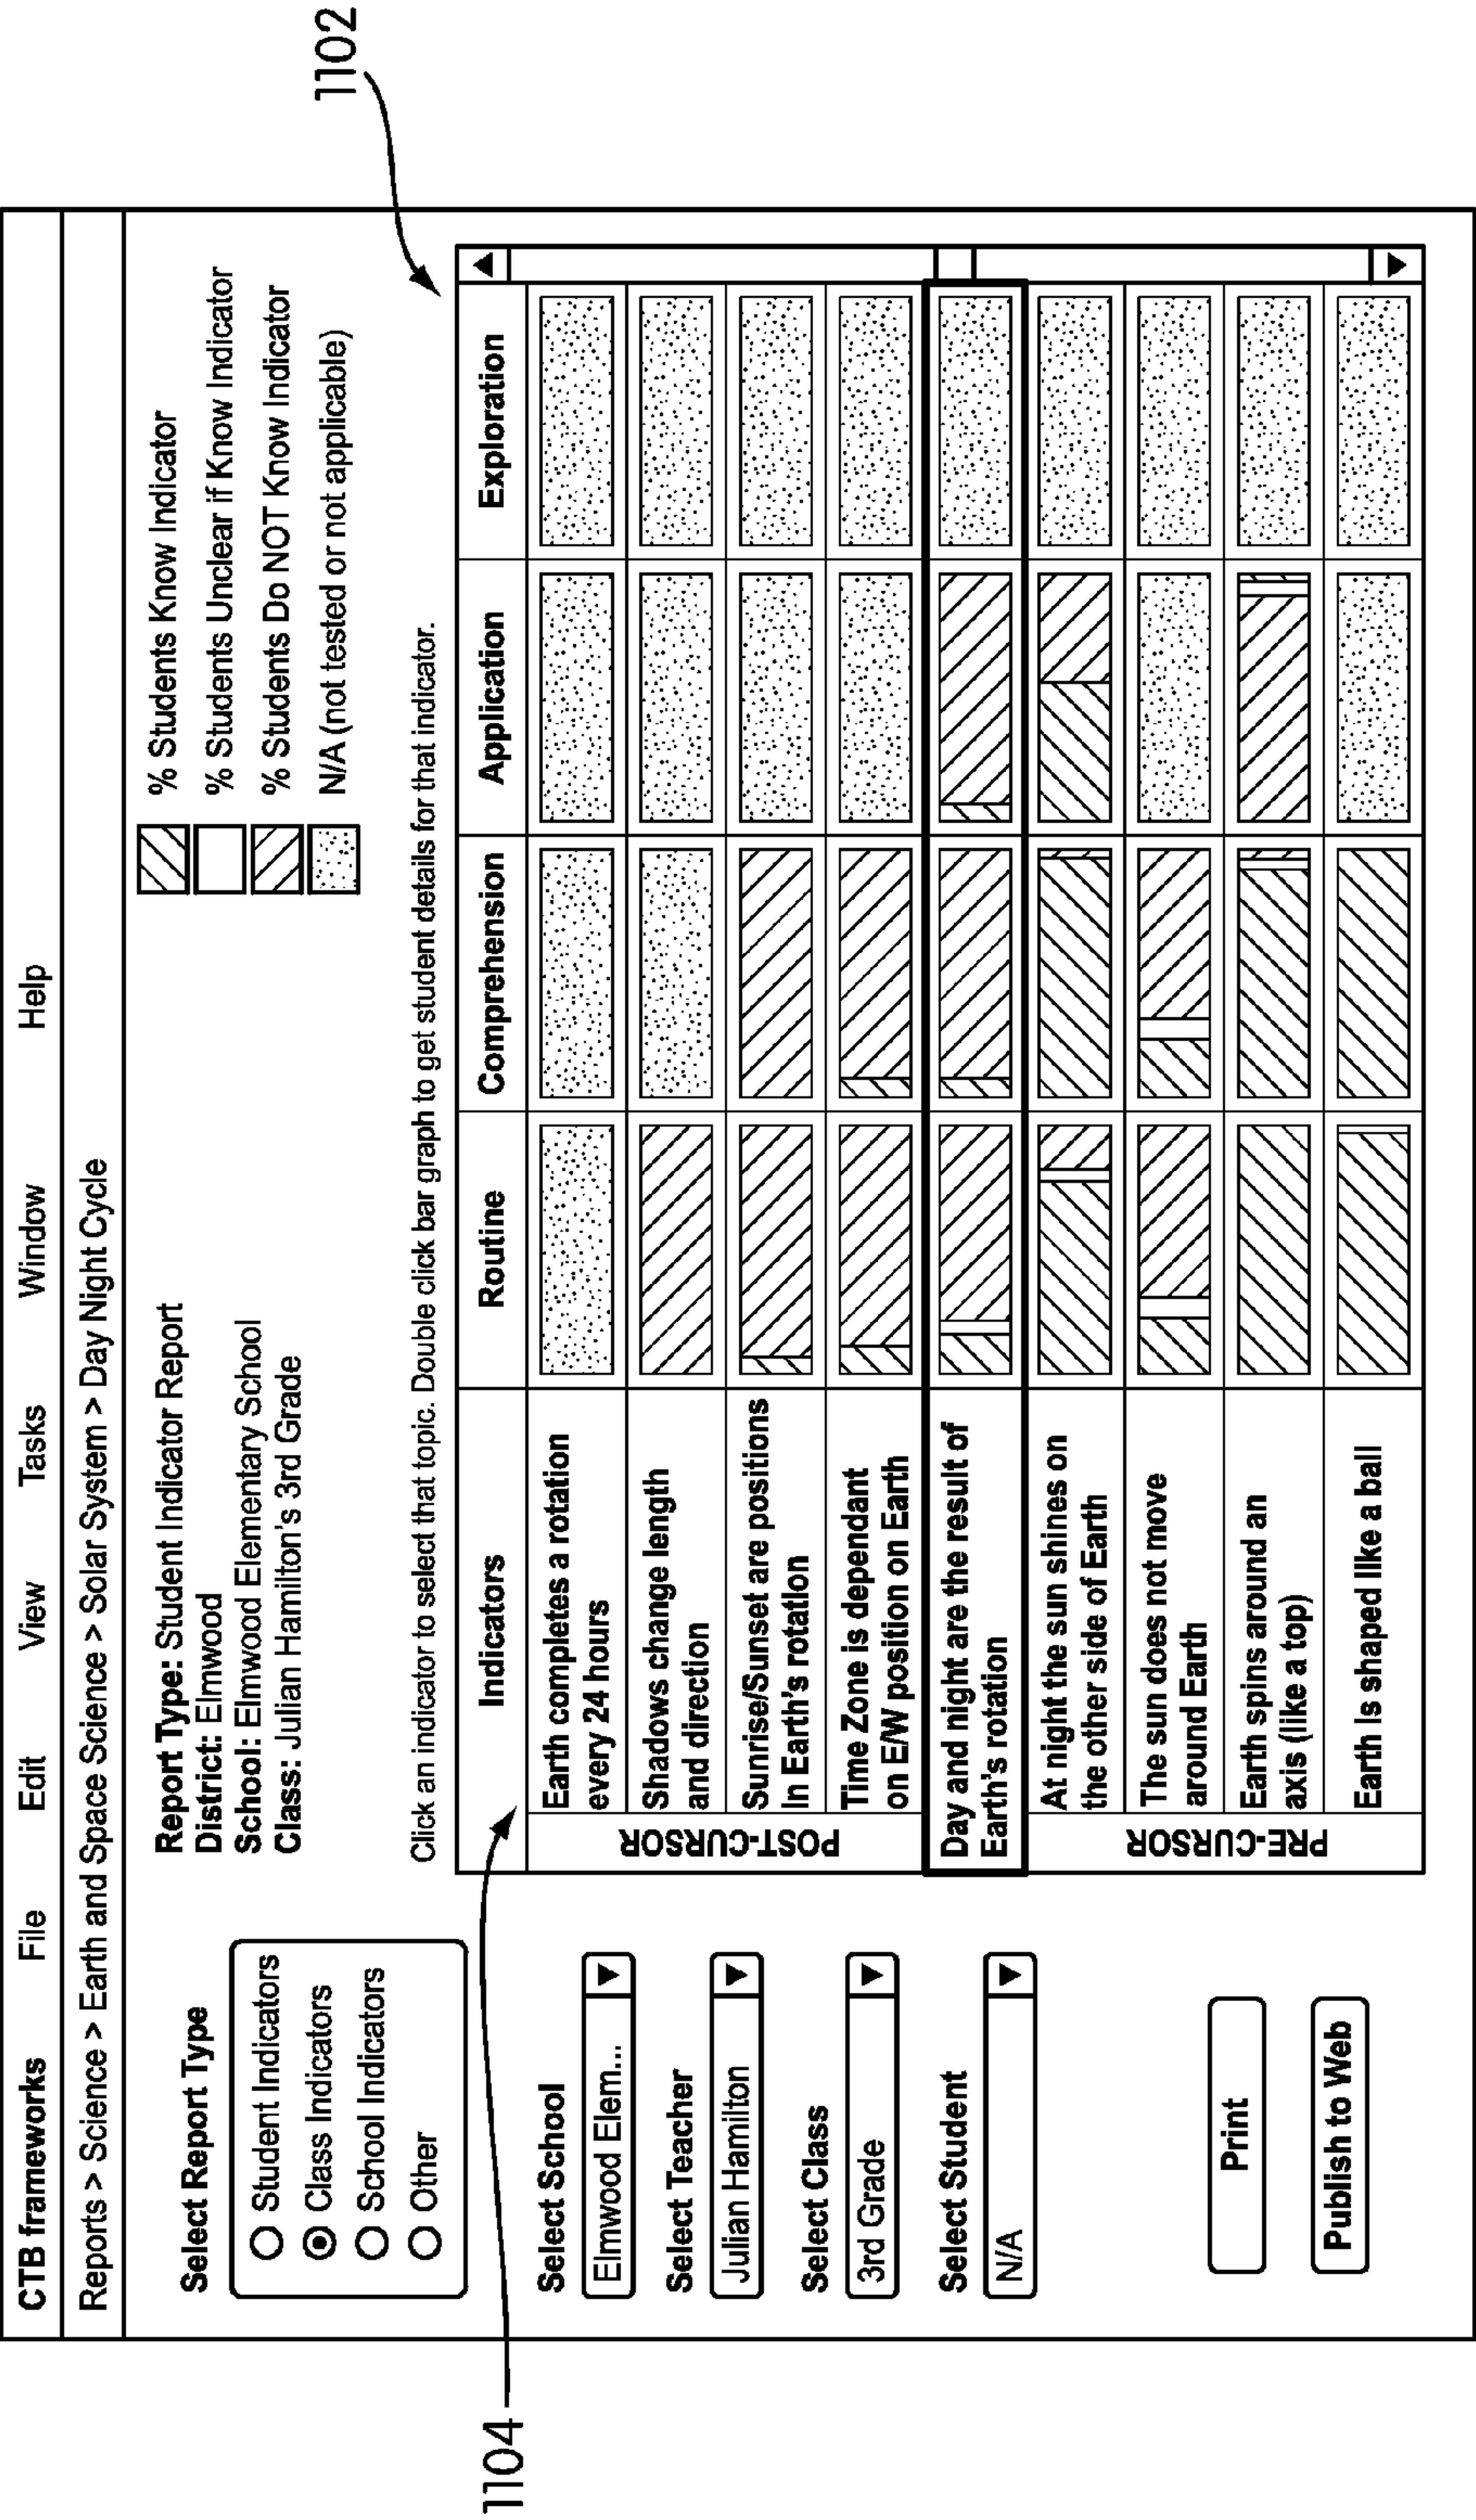 CTB frameworks File Edit View Tasks Window Help
Reports > Science > Earth and Space Science > Solar System > Day Night Cycle
Select Report Type
Student Indicators
Class Indicators
School Indicators
Other
Select School
Elmwood Elem...
Select Teacher
Julian Hamilton
Select Class
3rd Grade
Select Student
N/A
Print
Publish to Web
Report Type: Student Indicator Report
District: Elmwood
School: Elmwood Elementary School
Class: Julian Hamilton's 3rd Grade
% Students Know Indicator
% Students Unclear if Know Indicator
% Students Do NOT Know Indicator
N/A (not tested or not applicable)
Click an indicator to select that topic. Double click bar graph to get student details for that indicator.
Indicators Routine Comprehension Application Exploration
POST-CURSOR
Earth completes a rotation
every 24 hours
Shadows change length
and direction
Sunrise/Sunset are positions
In Earth's rotation
Time Zone is dependant
on E/W position on Earth
Day and night are the result of
Earth's rotation
PRE-CURSOR
At night the sun shines on
the other side of Earth
The sun does not move
around Earth
Earth spins around an
axis (like a top)
Earth is shaped like a ball
1102
1104